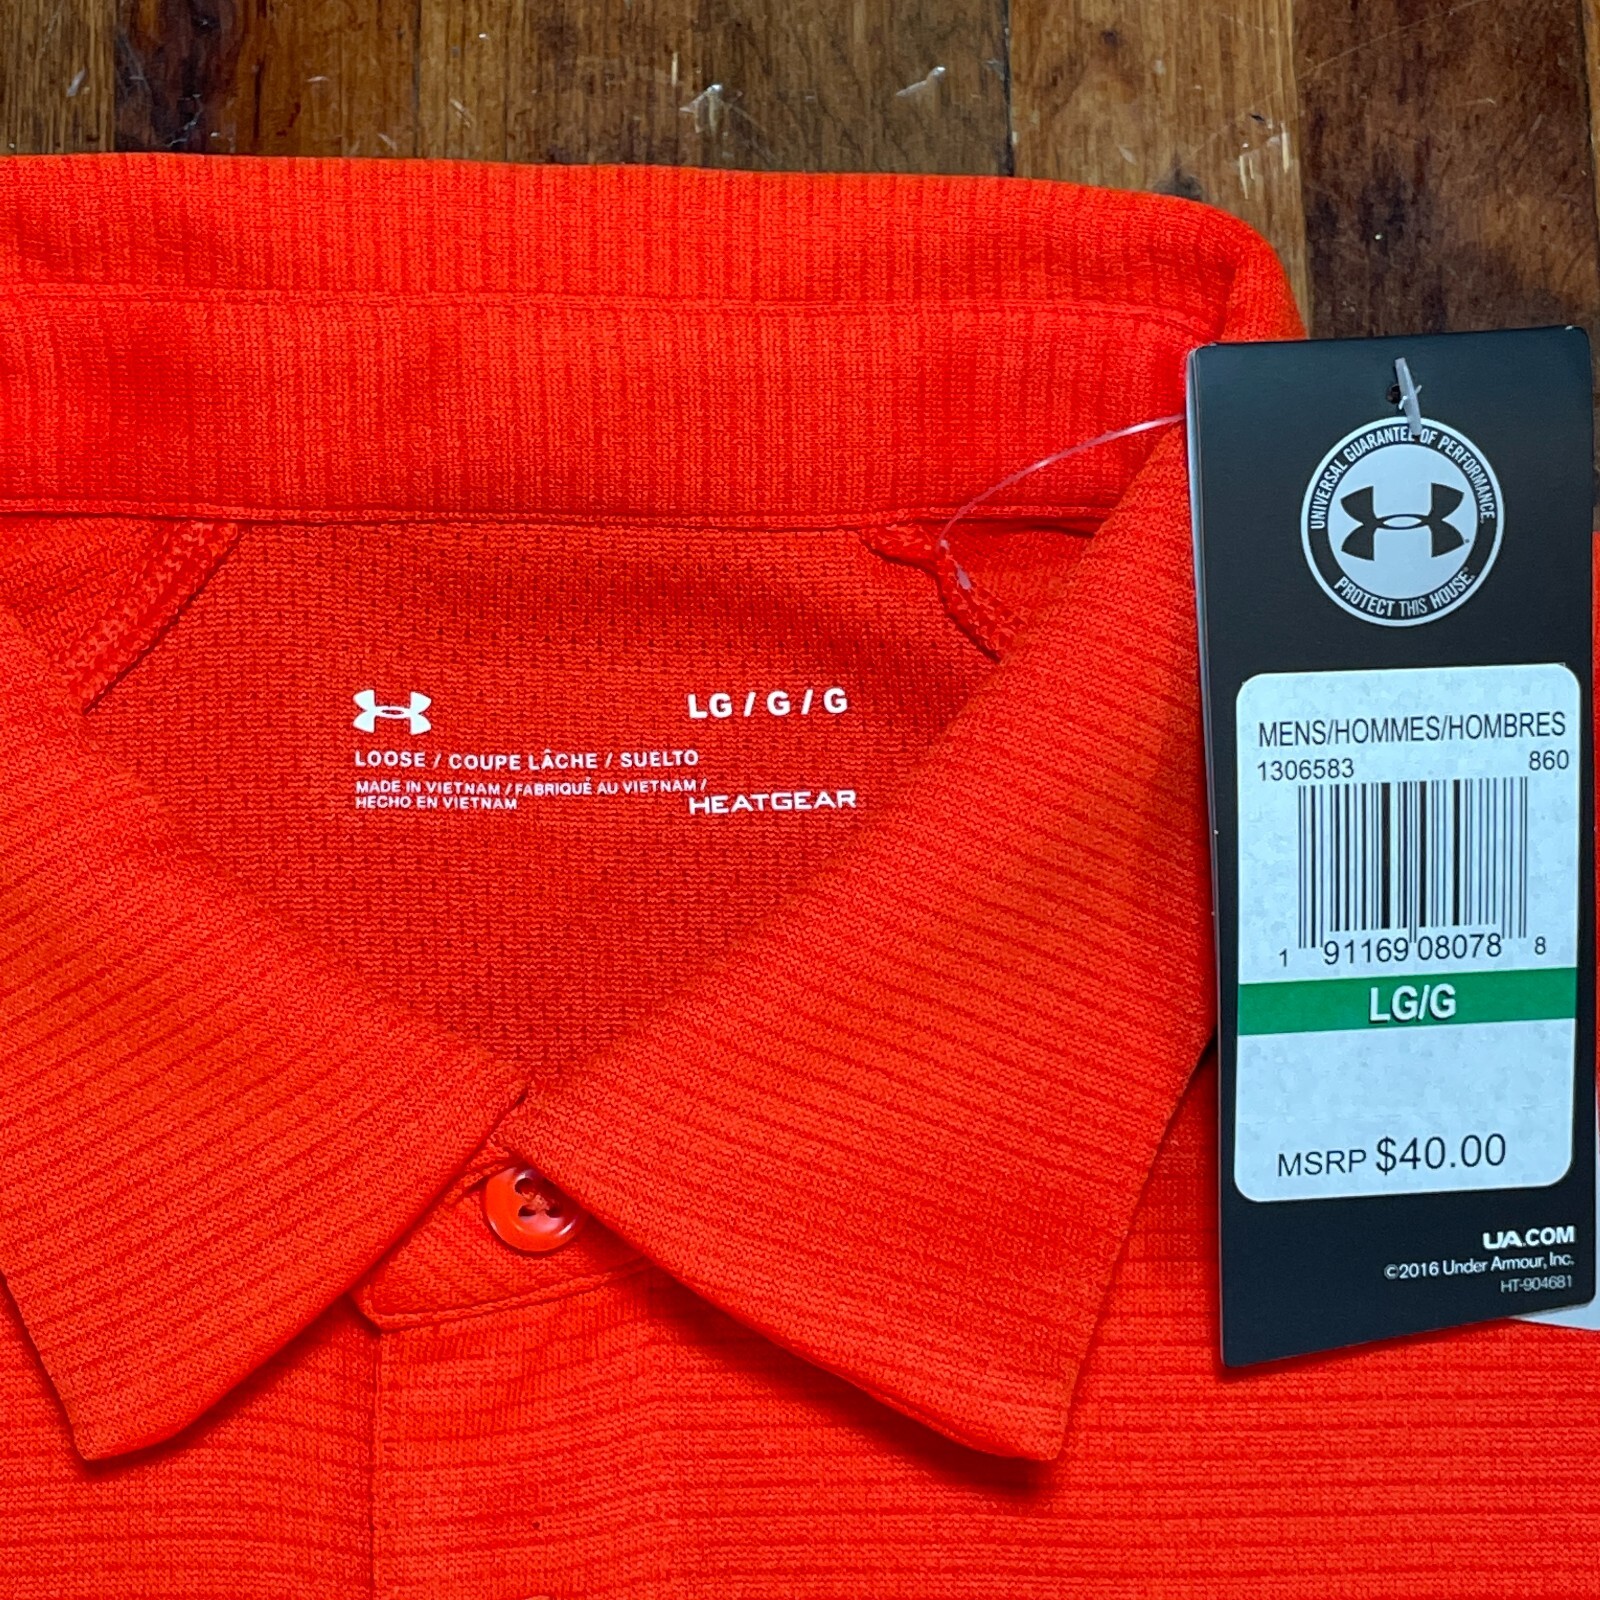 LG / G / G
LOOSE / COUPE LÂCHE / SUELTO
MADE IN VIETNAM / FABRIQUÉ AU VIETNAM /
HECHO EN VIETNAM
HEATGEAR
UNIVERSAL GUARANTEE OF PERFORMANCE.
PROTECT THIS HOUSE.
MENS/HOMMES/HOMBRES
1306583 860
1 91169 08078 8
LG/G
MSRP $40.00
UA.COM
©2016 Under Armour, Inc.
HT-904681